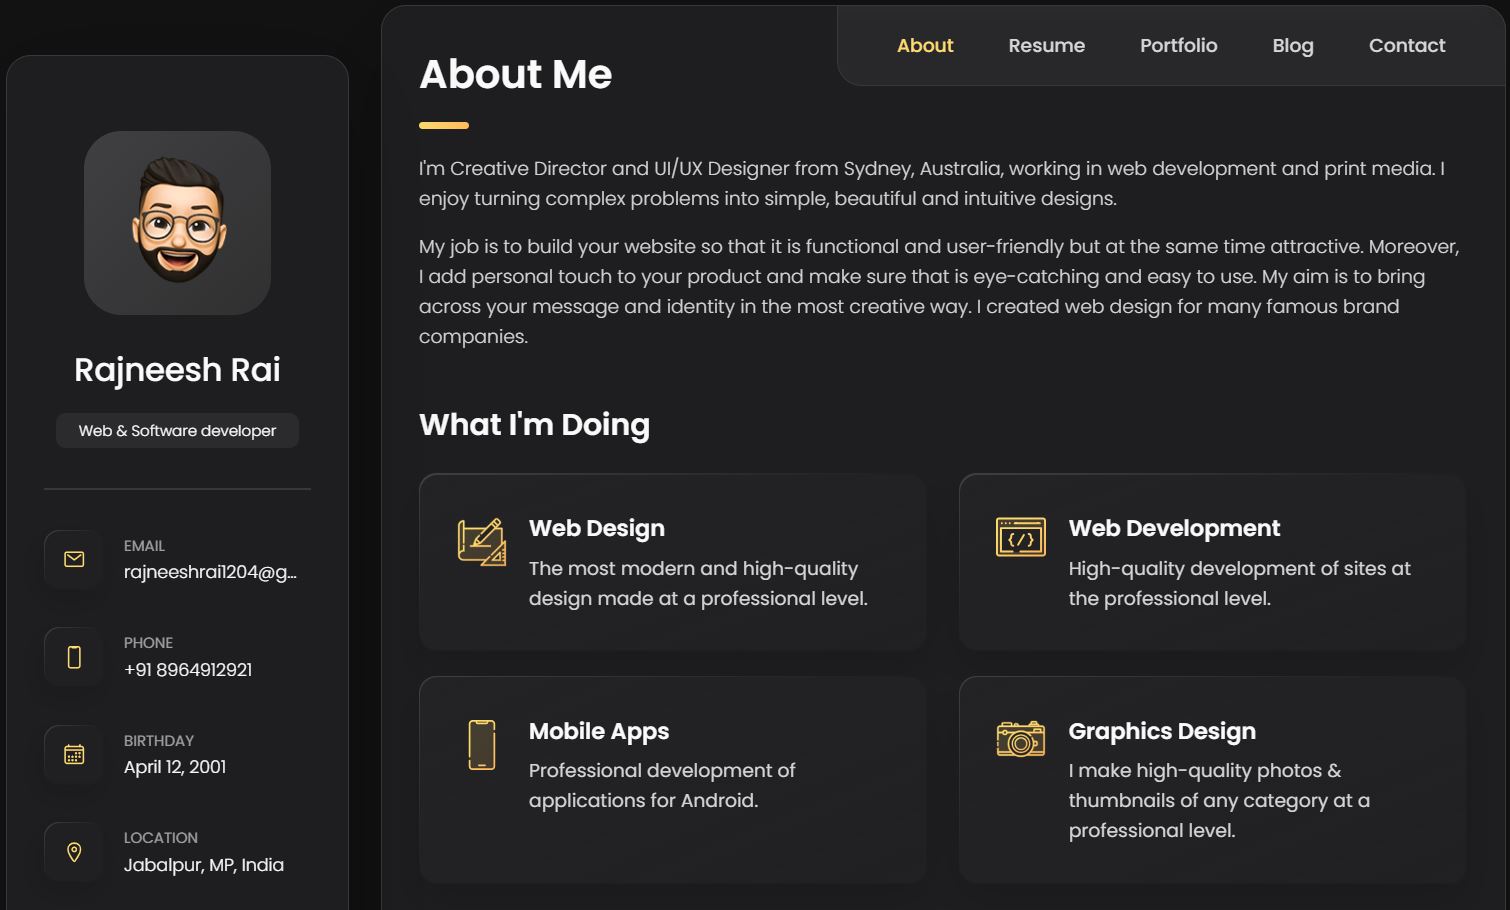 Rajneesh Rai
Web & Software developer
EMAIL
rajneeshrai1204@g...
PHONE
+91 8964912921
BIRTHDAY
April 12, 2001
LOCATION
Jabalpur, MP, India
About
Resume
Portfolio
Blog
Contact
About Me
I'm Creative Director and UI/UX Designer from Sydney, Australia, working in web development and print media. I
enjoy turning complex problems into simple, beautiful and intuitive designs.
My job is to build your website so that it is functional and user-friendly but at the same time attractive. Moreover,
I add personal touch to your product and make sure that is eye-catching and easy to use. My aim is to bring
across your message and identity in the most creative way. I created web design for many famous brand
companies.
What I'm Doing
Web Design
The most modern and high-quality
design made at a professional level.
Web Development
High-quality development of sites at
the professional level.
Mobile Apps
Professional development of
applications for Android.
Graphics Design
I make high-quality photos &
thumbnails of any category at a
professional level.